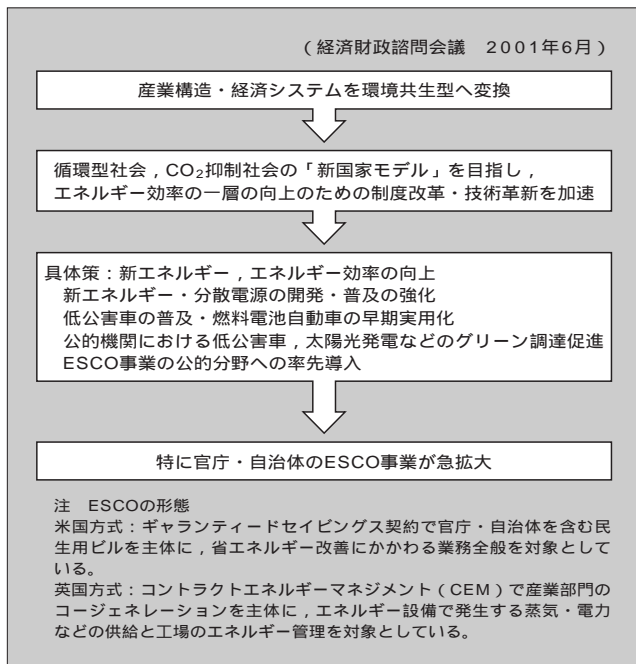 （経済財政諮問会議　2001年6月）
産業構造・経済システムを環境共生型へ変換
循環型社会，CO₂抑制社会の「新国家モデル」を目指し，
エネルギー効率の一層の向上のための制度改革・技術革新を加速
具体策：新エネルギー，エネルギー効率の向上
新エネルギー・分散電源の開発・普及の強化
低公害車の普及・燃料電池自動車の早期実用化
公的機関における低公害車，太陽光発電などのグリーン調達促進
ESCO事業の公的分野への率先導入
特に官庁・自治体のESCO事業が急拡大
注　ESCOの形態
米国方式：ギャランティードセイビングス契約で官庁・自治体を含む民
生用ビルを主体に，省エネルギー改善にかかわる業務全般を対象として
いる。
英国方式：コントラクトエネルギーマネジメント（CEM）で産業部門の
コージェネレーションを主体に，エネルギー設備で発生する蒸気・電力
などの供給と工場のエネルギー管理を対象としている。